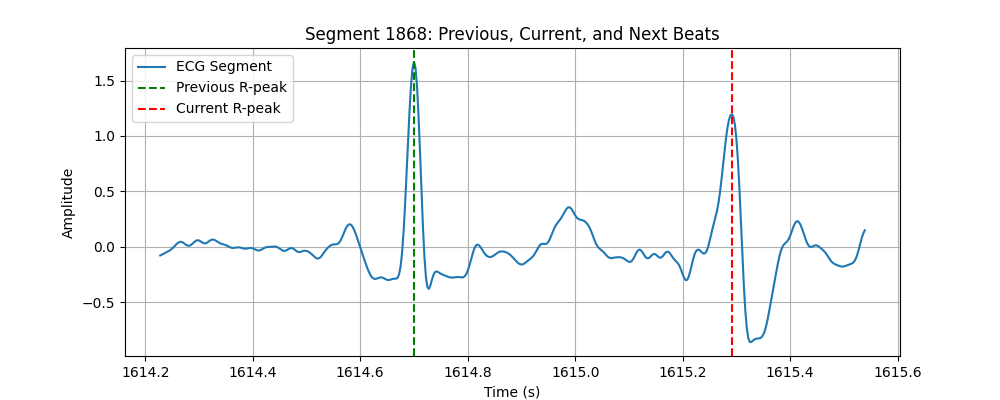 Segment 1868: Previous, Current, and Next Beats
ECG Segment
Previous R-peak
Current R-peak
Amplitude
1.5
1.0
0.5
0.0
−0.5
1614.2 1614.4 1614.6 1614.8 1615.0 1615.2 1615.4 1615.6
Time (s)